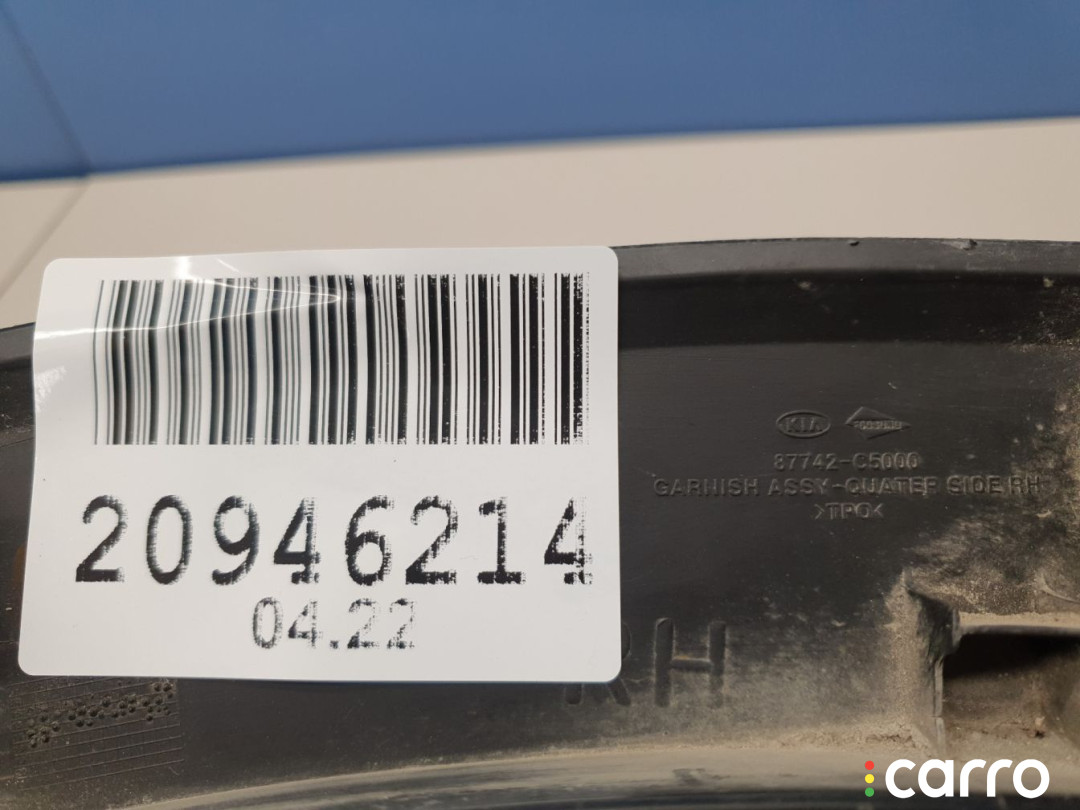 20946214
04.22
KIA
87742-C5000
GARNISH ASSY-QUATER SIDE RH
>TPO<
RH
carro